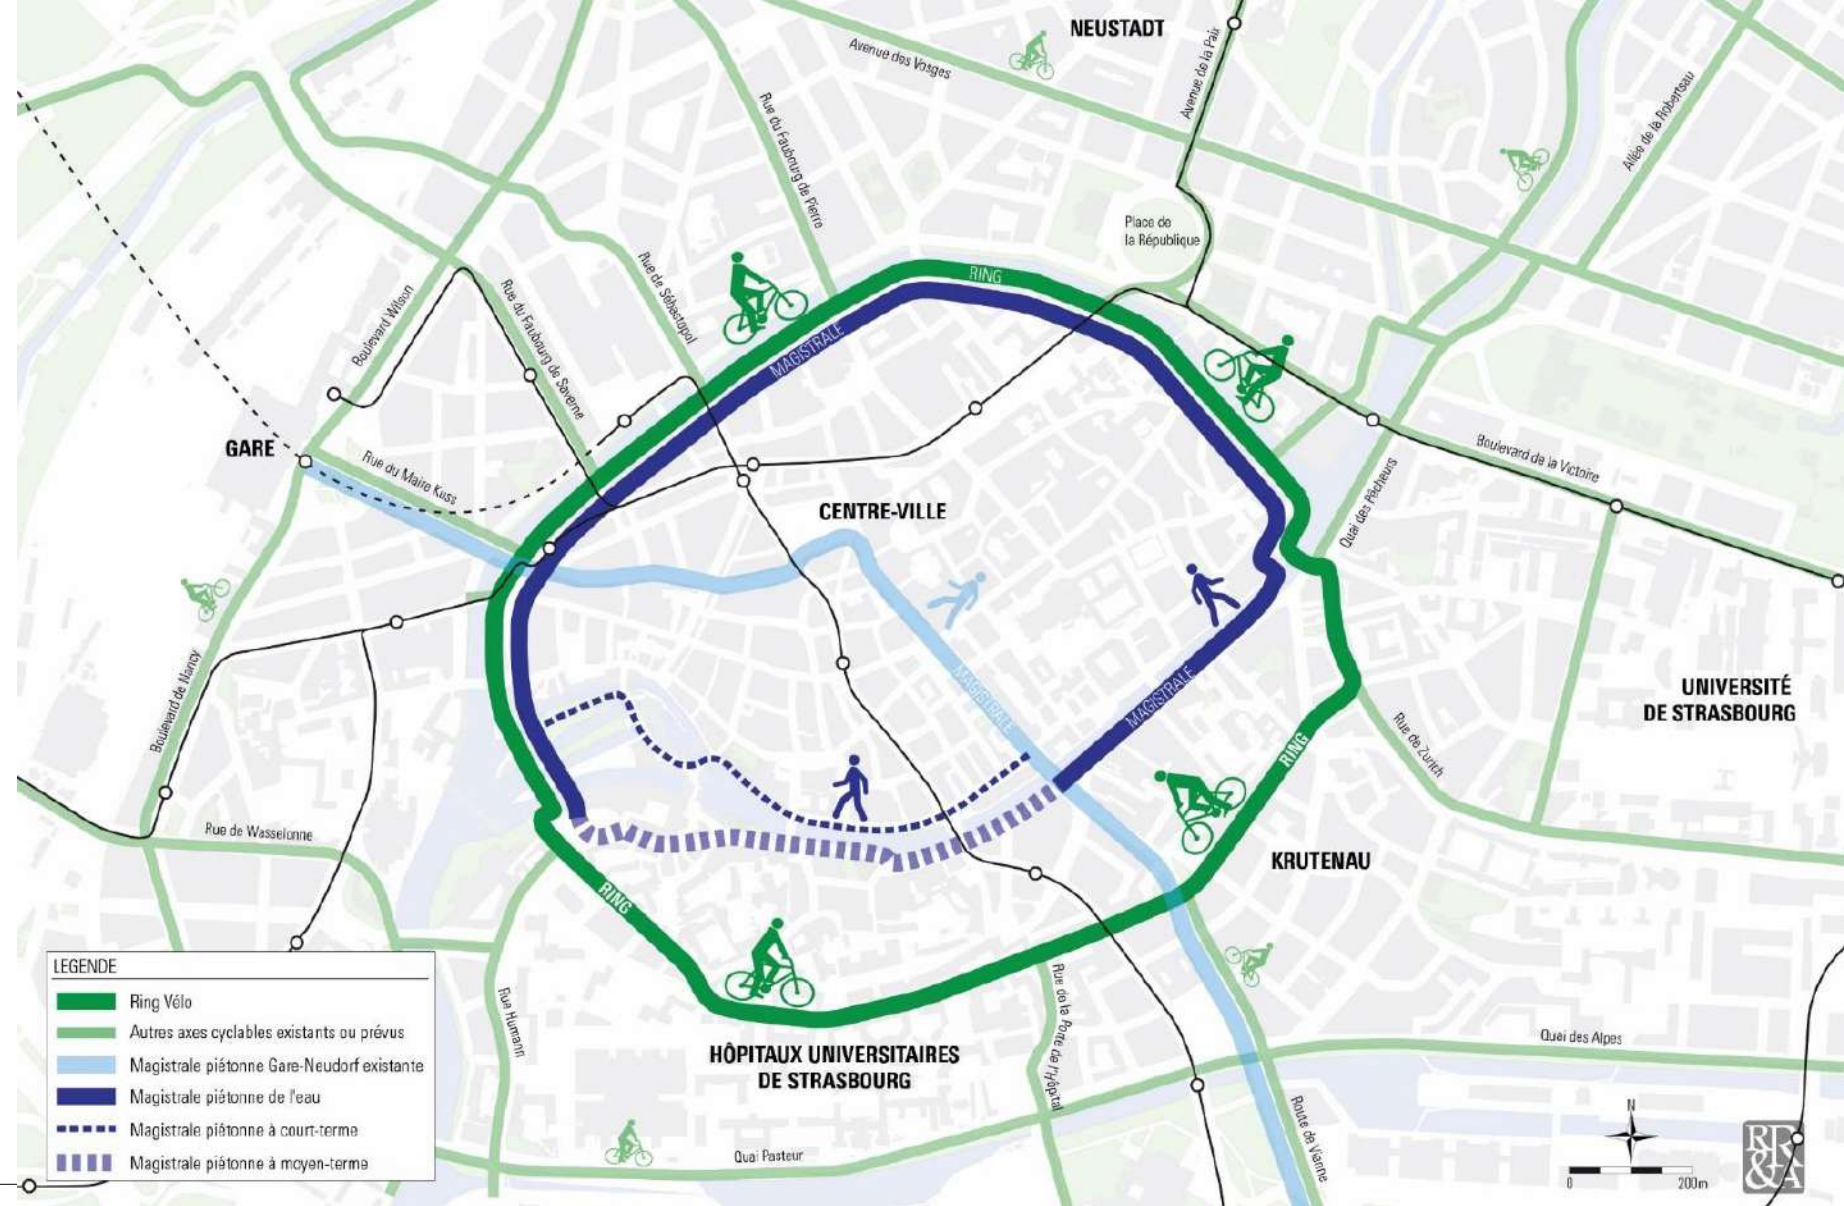 NEUSTADT
Avenue des Vosges
Avenue de la Paix
Allée de la Robertsau
Rue du Faubourg de Pierre
Place de
la République
Rue de Sébastopol
RING
Boulevard Wilson
Rue du Faubourg de Saverne
MAGISTRALE
GARE
Rue du Maire Kuss
Boulevard de la Victoire
Quai des Pêcheurs
CENTRE-VILLE
Boulevard de Nancy
MAGISTRALE
MAGISTRALE
UNIVERSITÉ
DE STRASBOURG
Rue de Zurich
RING
Rue de Wasselonne
KRUTENAU
RING
LEGENDE
Ring Vélo
Autres axes cyclables existants ou prévus
Magistrale piétonne Gare-Neudorf existante
Magistrale piétonne de l'eau
Magistrale piétonne à court-terme
Magistrale piétonne à moyen-terme
Rue Humann
HÔPITAUX UNIVERSITAIRES
DE STRASBOURG
Rue de la Porte de l'Hôpital
Quai des Alpes
Route de Vienne
Quai Pasteur
N
0
200m
RR
&A